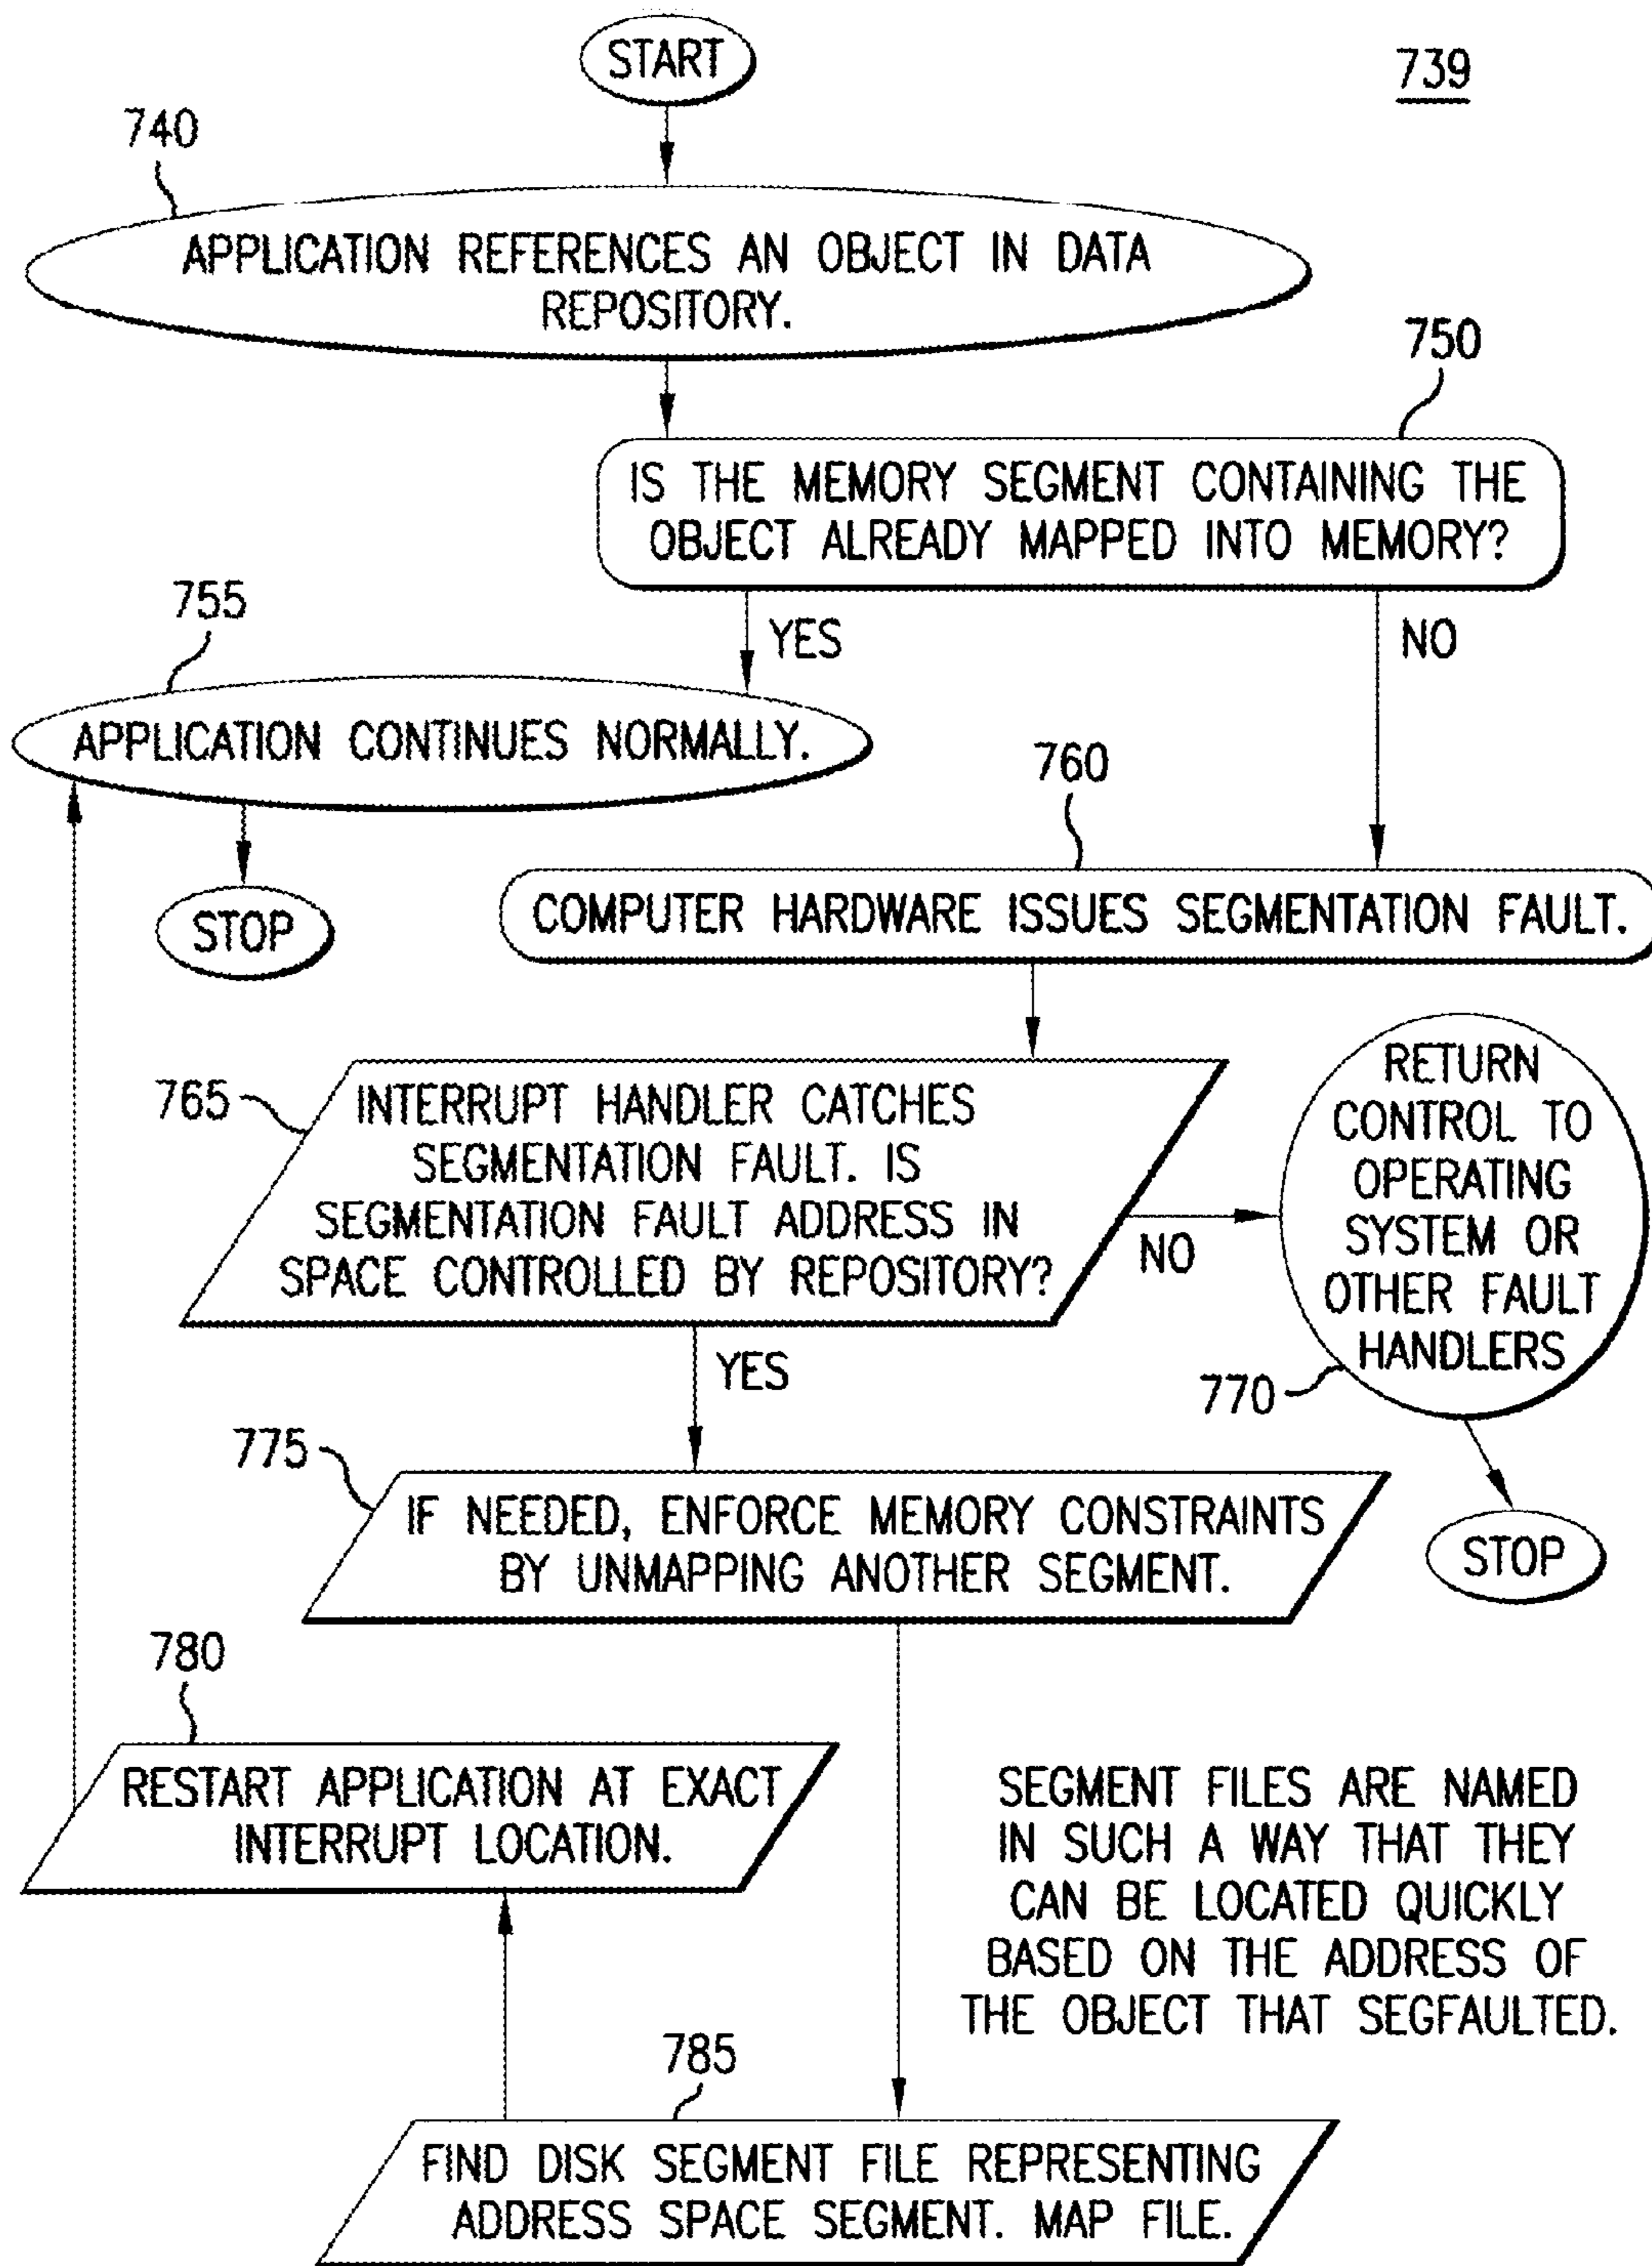 START
739
740
APPLICATION REFERENCES AN OBJECT IN DATA
REPOSITORY.
750
IS THE MEMORY SEGMENT CONTAINING THE
OBJECT ALREADY MAPPED INTO MEMORY?
755
YES
NO
APPLICATION CONTINUES NORMALLY.
760
STOP
COMPUTER HARDWARE ISSUES SEGMENTATION FAULT.
765
INTERRUPT HANDLER CATCHES
SEGMENTATION FAULT. IS
SEGMENTATION FAULT ADDRESS IN
SPACE CONTROLLED BY REPOSITORY?
NO
RETURN
CONTROL TO
OPERATING
SYSTEM OR
OTHER FAULT
HANDLERS
770
YES
775
IF NEEDED, ENFORCE MEMORY CONSTRAINTS
BY UNMAPPING ANOTHER SEGMENT.
STOP
780
RESTART APPLICATION AT EXACT
INTERRUPT LOCATION.
SEGMENT FILES ARE NAMED
IN SUCH A WAY THAT THEY
CAN BE LOCATED QUICKLY
BASED ON THE ADDRESS OF
THE OBJECT THAT SEGFAULTED.
785
FIND DISK SEGMENT FILE REPRESENTING
ADDRESS SPACE SEGMENT. MAP FILE.